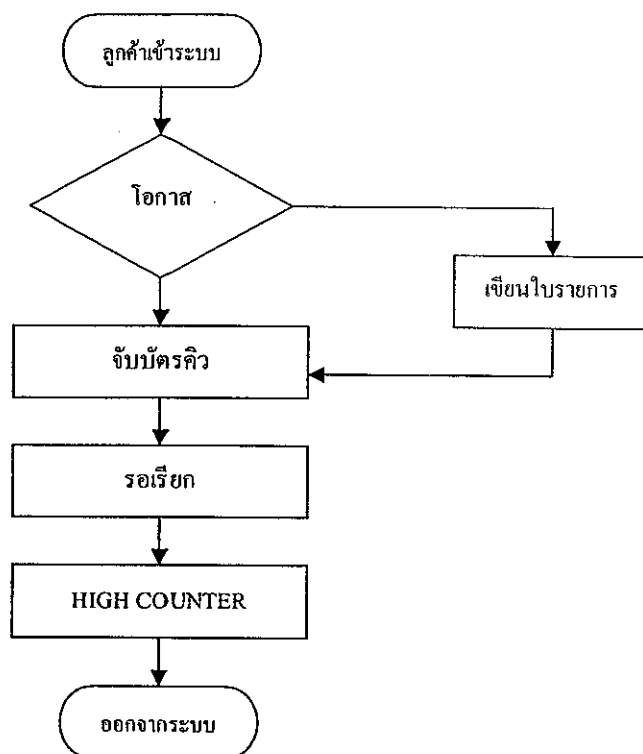 ลูกค้าเข้าระบบ
โอกาส
เขียนใบรายการ
จับบัตรคิว
รอเรียก
HIGH COUNTER
ออกจากระบบ